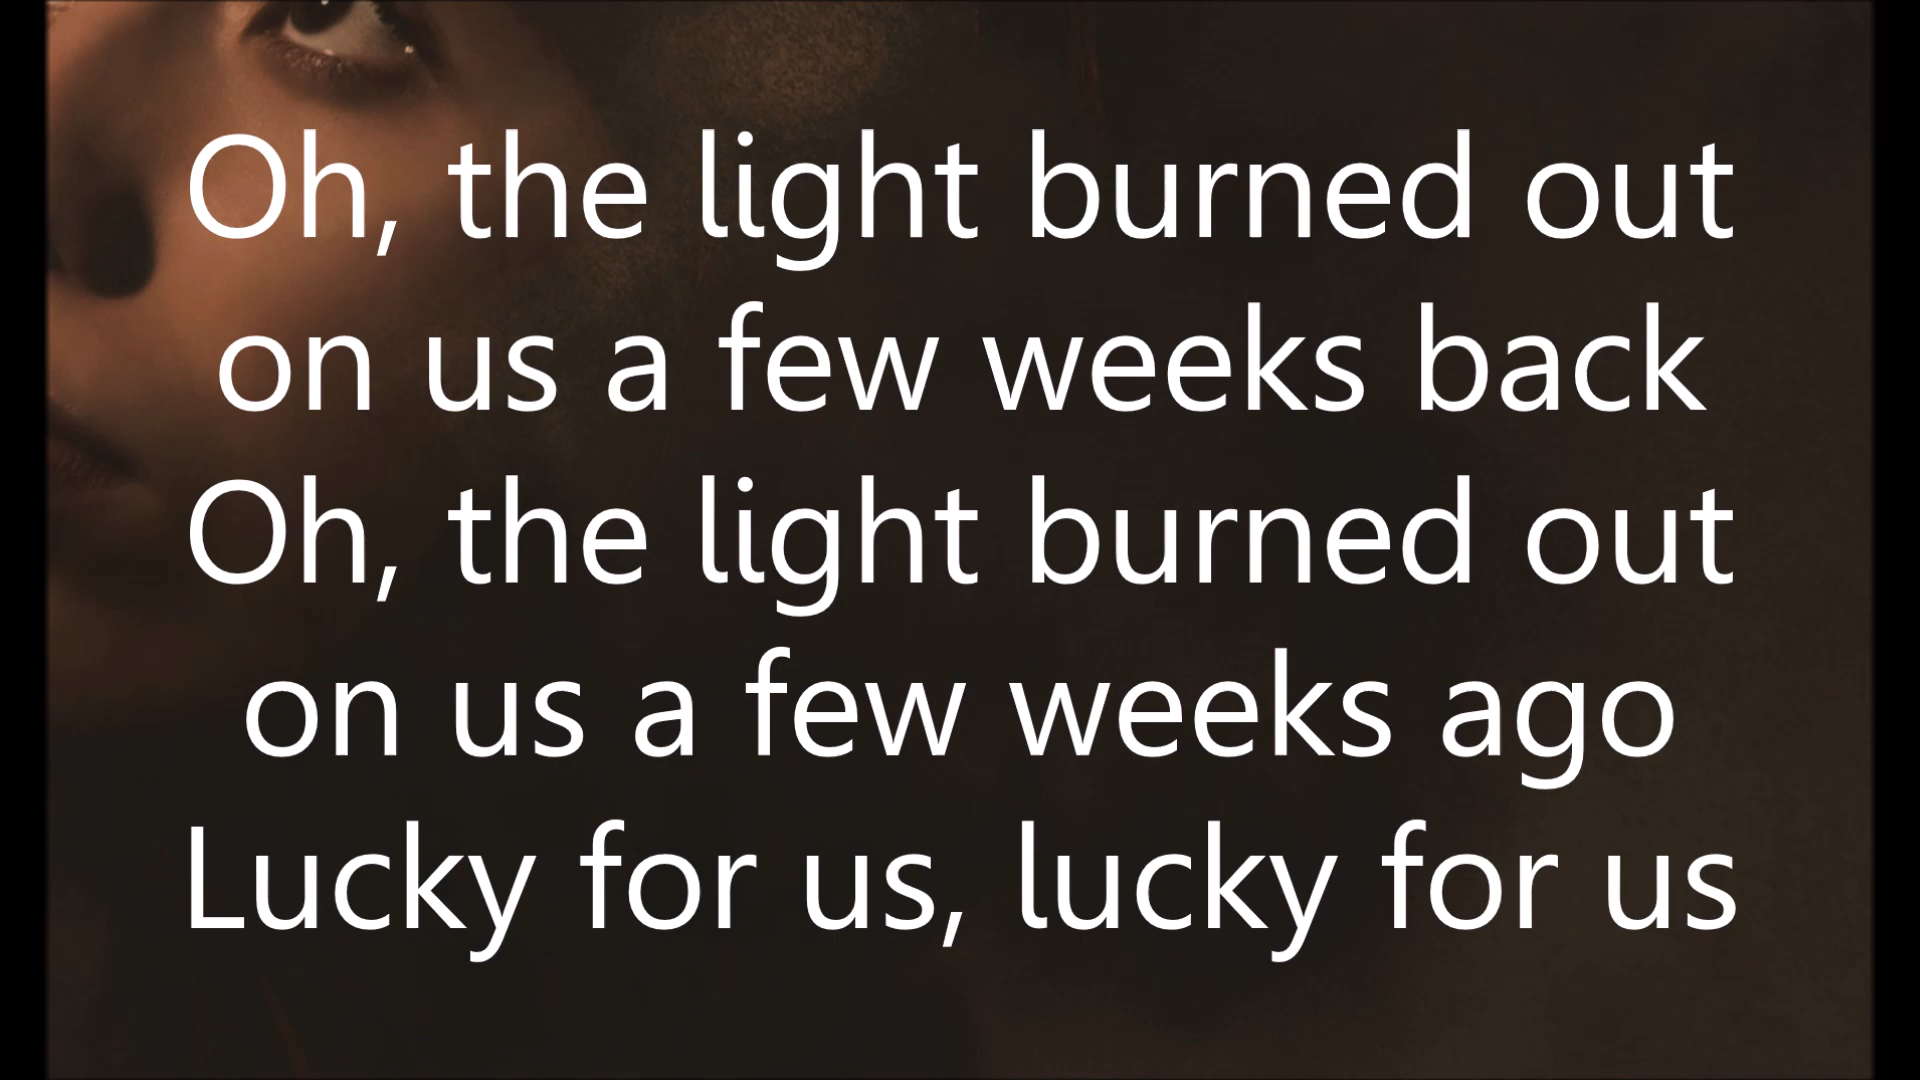 Oh, the light burned out
on us a few weeks back
Oh, the light burned out
on us a few weeks ago
Lucky for us, lucky for us